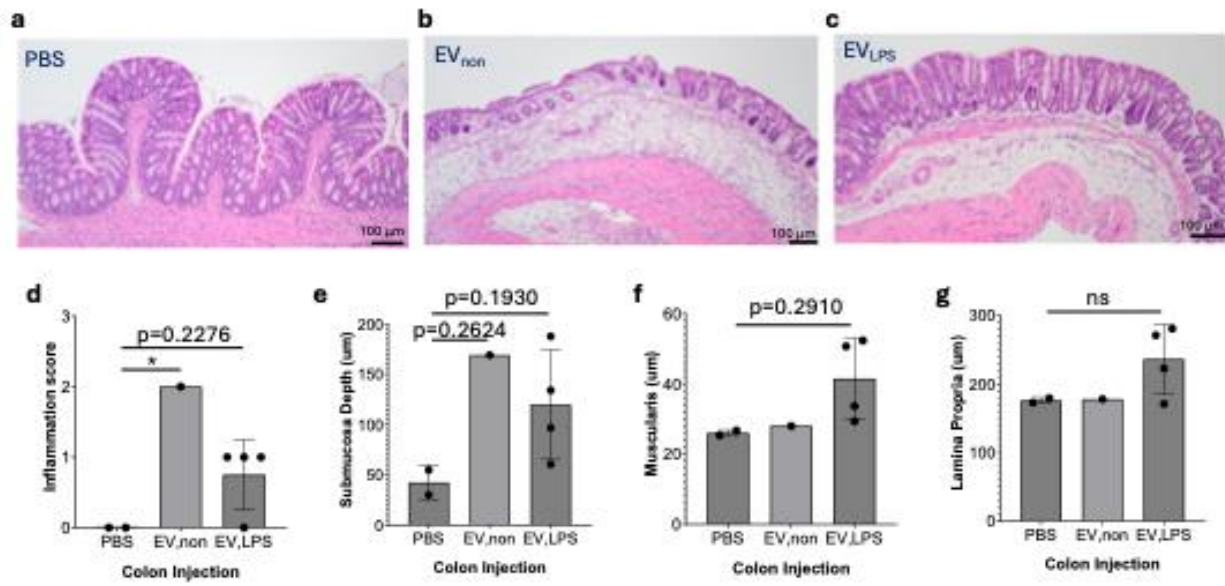 a
b
c
PBS
EVnon
EVLPS
100 µm
100 µm
100 µm
d
e
f
g
p=0.2276
*
Inflammation score
3
2
1
0
PBS EV,non EV,LPS
Colon Injection
p=0.1930
p=0.2624
Submucosa Depth (um)
200
150
100
50
0
PBS EV,non EV,LPS
Colon Injection
p=0.2910
Muscularis (um)
60
40
20
0
PBS EV,non EV,LPS
Colon Injection
ns
Lamina Propria (um)
300
200
100
0
PBS EV,non EV,LPS
Colon Injection